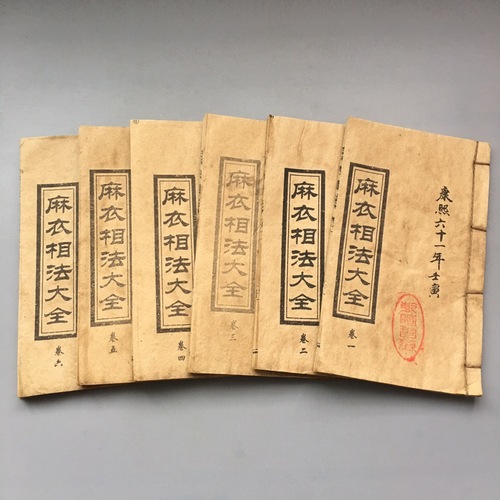 康熙六十一年壬寅
麻衣相法大全
卷一
麻衣相法大全
卷二
麻衣相法大全
卷三
麻衣相法大全
卷四
麻衣相法大全
卷五
麻衣相法大全
卷六